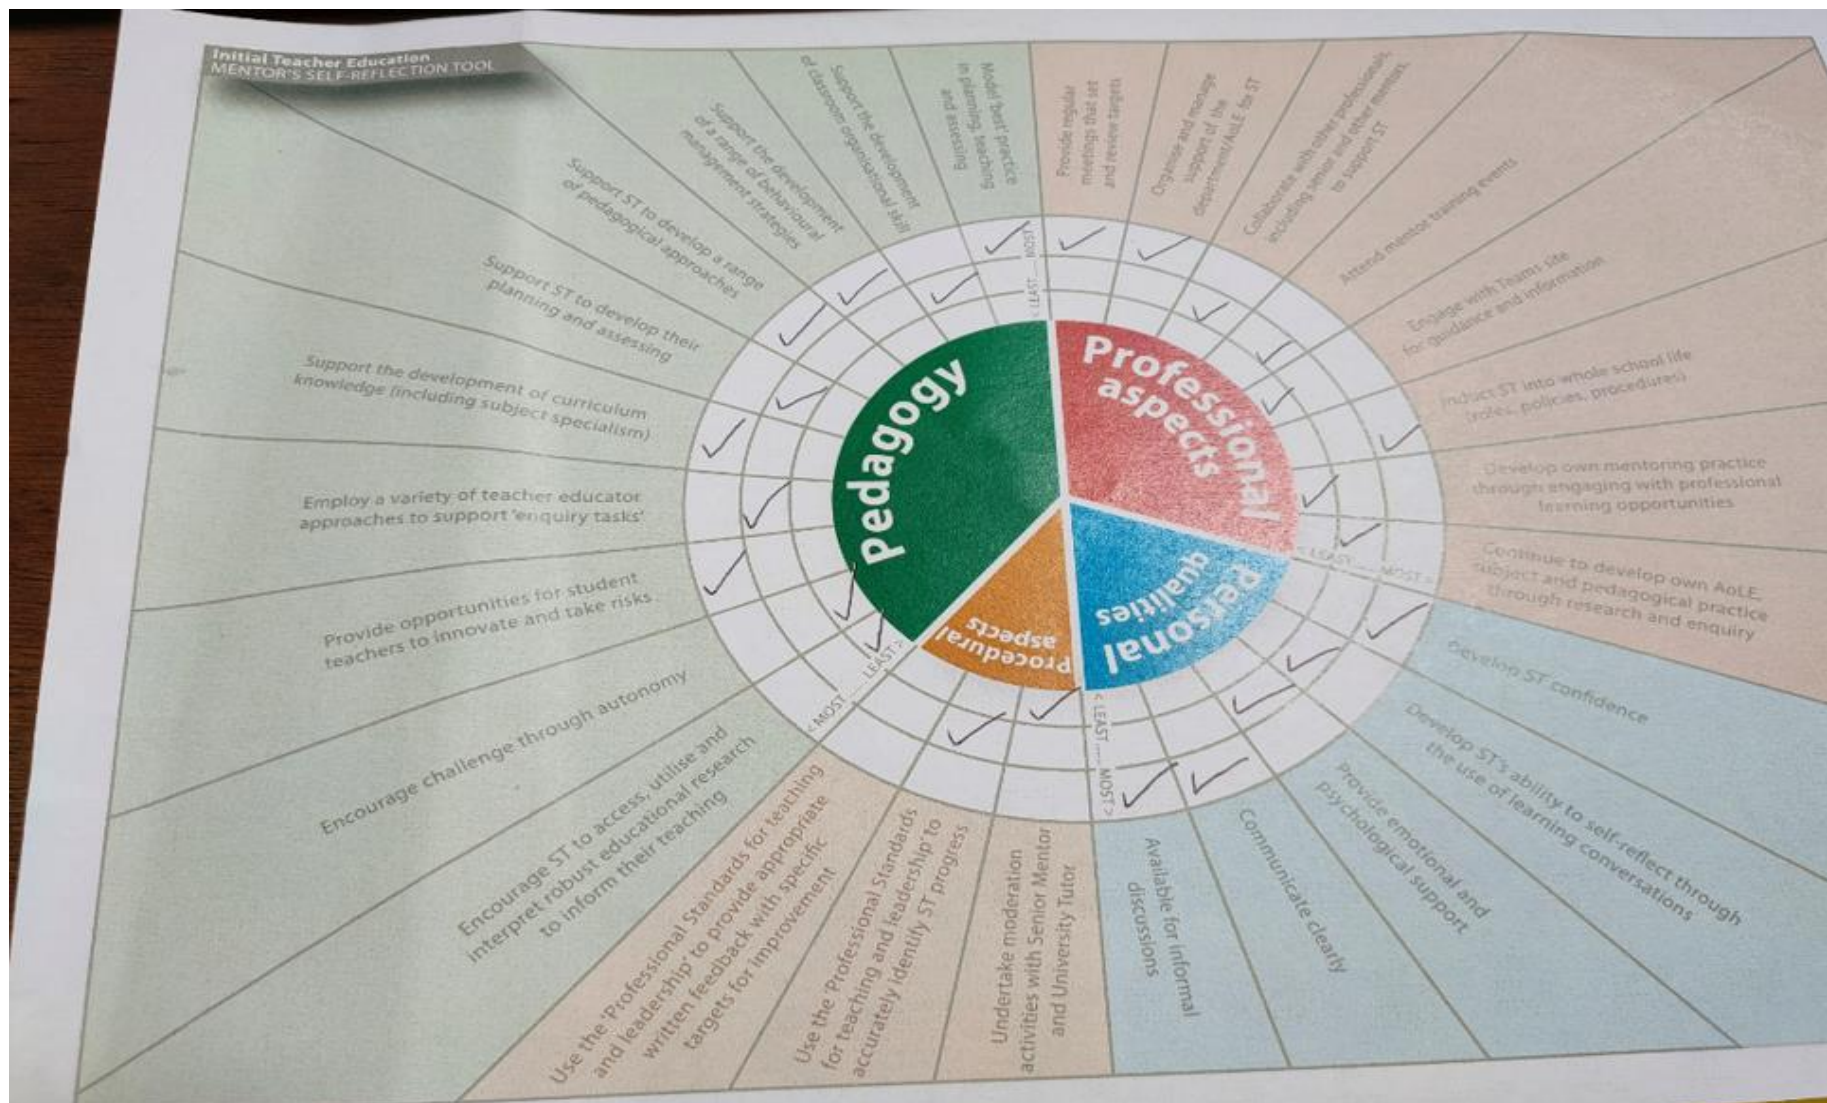 Initial Teacher Education
MENTOR'S SELF-REFLECTION TOOL
Pedagogy
Model 'best' practice
in planning, teaching
and assessing
Support the development
of classroom organisational skill
Support the development
of a range of behavioural
management strategies
Support ST to develop a range
of pedagogical approaches
Support ST to develop their
planning and assessing
Support the development of curriculum
knowledge (including subject specialism)
Employ a variety of teacher educator
approaches to support 'enquiry tasks'
Provide opportunities for student
teachers to innovate and take risks
Encourage challenge through autonomy
Encourage ST to access, utilise and
interpret robust educational research
to inform their teaching
< MOST ...... LEAST >
Professional
aspects
Provide regular
meetings that set
and review targets
Organise and manage
support of the
department/AoLE for ST
Collaborate with other professionals,
including senior and other mentors,
to support ST
Attend mentor training events
Engage with Teams site
for guidance and information
Induct ST into whole school life
(roles, policies, procedures)
Develop own mentoring practice
through engaging with professional
learning opportunities
Continue to develop own AoLE,
subject and pedagogical practice
through research and enquiry
< LEAST ...... MOST >
Personal
qualities
Develop ST confidence
Develop ST's ability to self-reflect through
the use of learning conversations
Provide emotional and
psychological support
Communicate clearly
Available for informal
discussions
< LEAST ...... MOST >
Procedural
aspects
Undertake moderation
activities with Senior Mentor
and University Tutor
Use the 'Professional Standards
for teaching and leadership' to
accurately identify ST progress
Use the 'Professional Standards for teaching
and leadership' to provide appropriate
written feedback with specific
targets for improvement
< LEAST ...... MOST >